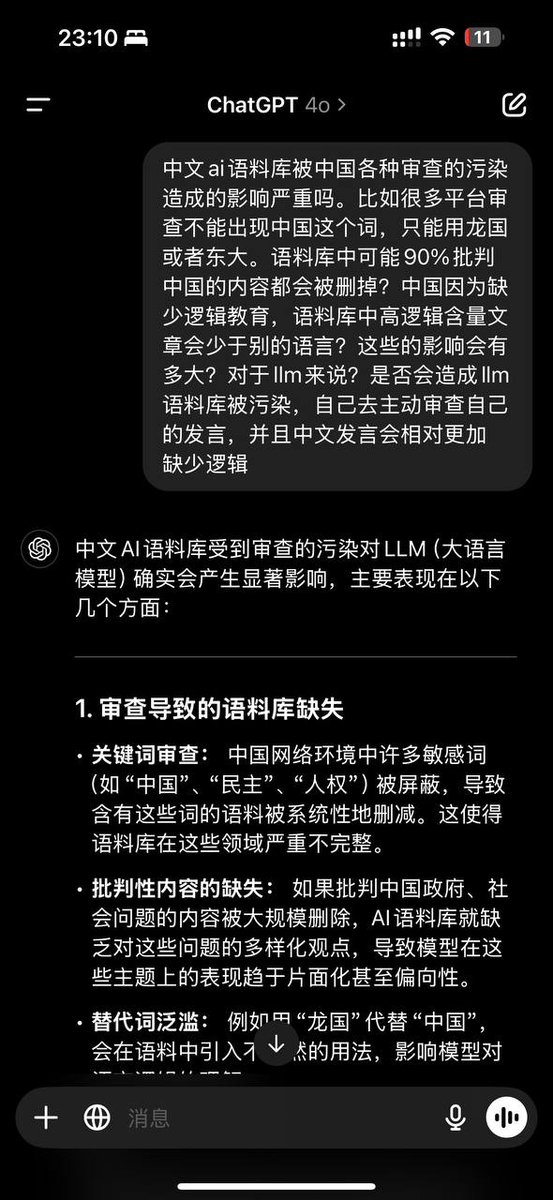 23:10
11
ChatGPT 4o >
中文ai语料库被中国各种审查的污染
造成的影响严重吗。比如很多平台审
查不能出现中国这个词，只能用龙国
或者东大。语料库中可能90%批判
中国的内容都会被删掉？中国因为缺
少逻辑教育，语料库中高逻辑含量文
章会少于别的语言？这些的影响会有
多大？对于llm来说？是否会造成llm
语料库被污染，自己去主动审查自己
的发言，并且中文发言会相对更加
缺少逻辑
中文AI语料库受到审查的污染对LLM（大语言
模型）确实会产生显著影响，主要表现在以下
几个方面：
1. 审查导致的语料库缺失
• 关键词审查： 中国网络环境中许多敏感词
（如“中国”、“民主”、“人权”）被屏蔽，导致
含有这些词的语料被系统性地删减。这使得
语料库在这些领域严重不完整。
• 批判性内容的缺失： 如果批判中国政府、社
会问题的内容被大规模删除，AI语料库就缺
乏对这些问题的多样化观点，导致模型在这
些主题上的表现趋于片面化甚至偏向性。
• 替代词泛滥： 例如用“龙国”代替“中国”，
会在语料中引入不然的用法，影响模型对
消息